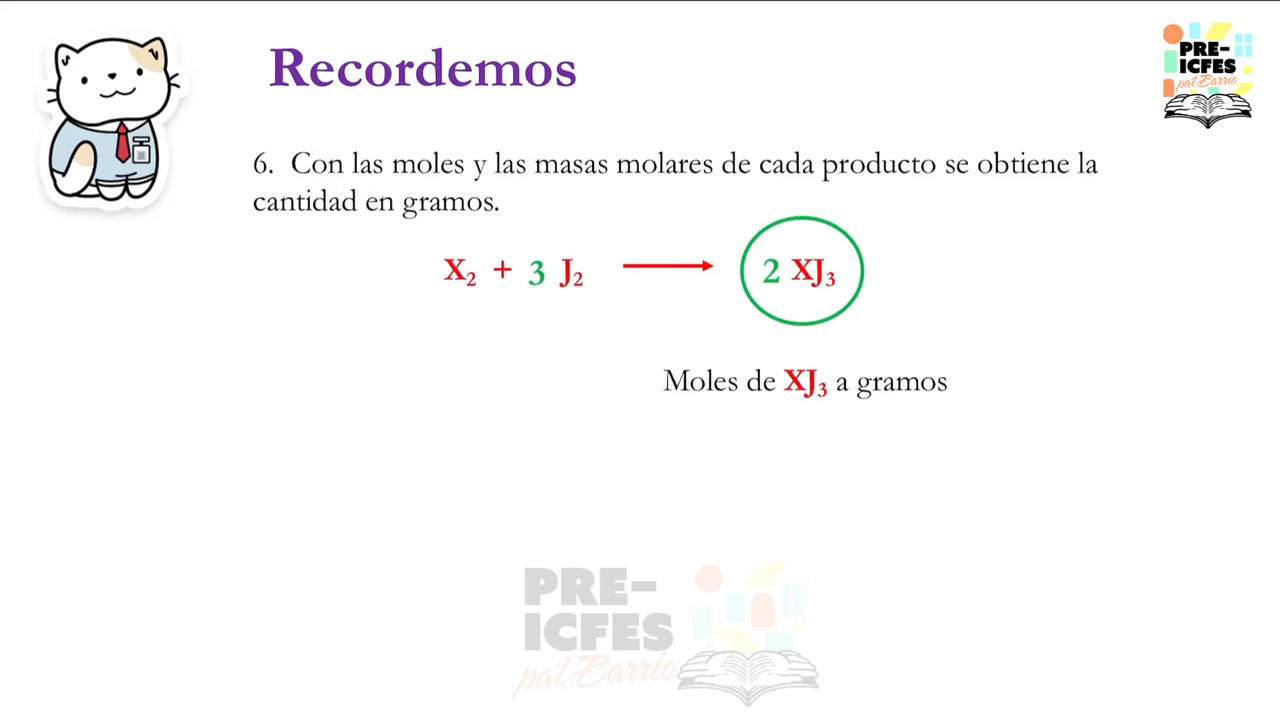 Recordemos
PRE-
ICFES
pa'l Barrio
6. Con las moles y las masas molares de cada producto se obtiene la
cantidad en gramos.
X₂ + 3 J₂ → 2 XJ₃
Moles de XJ₃ a gramos
PRE-
ICFES
pa'l Barrio